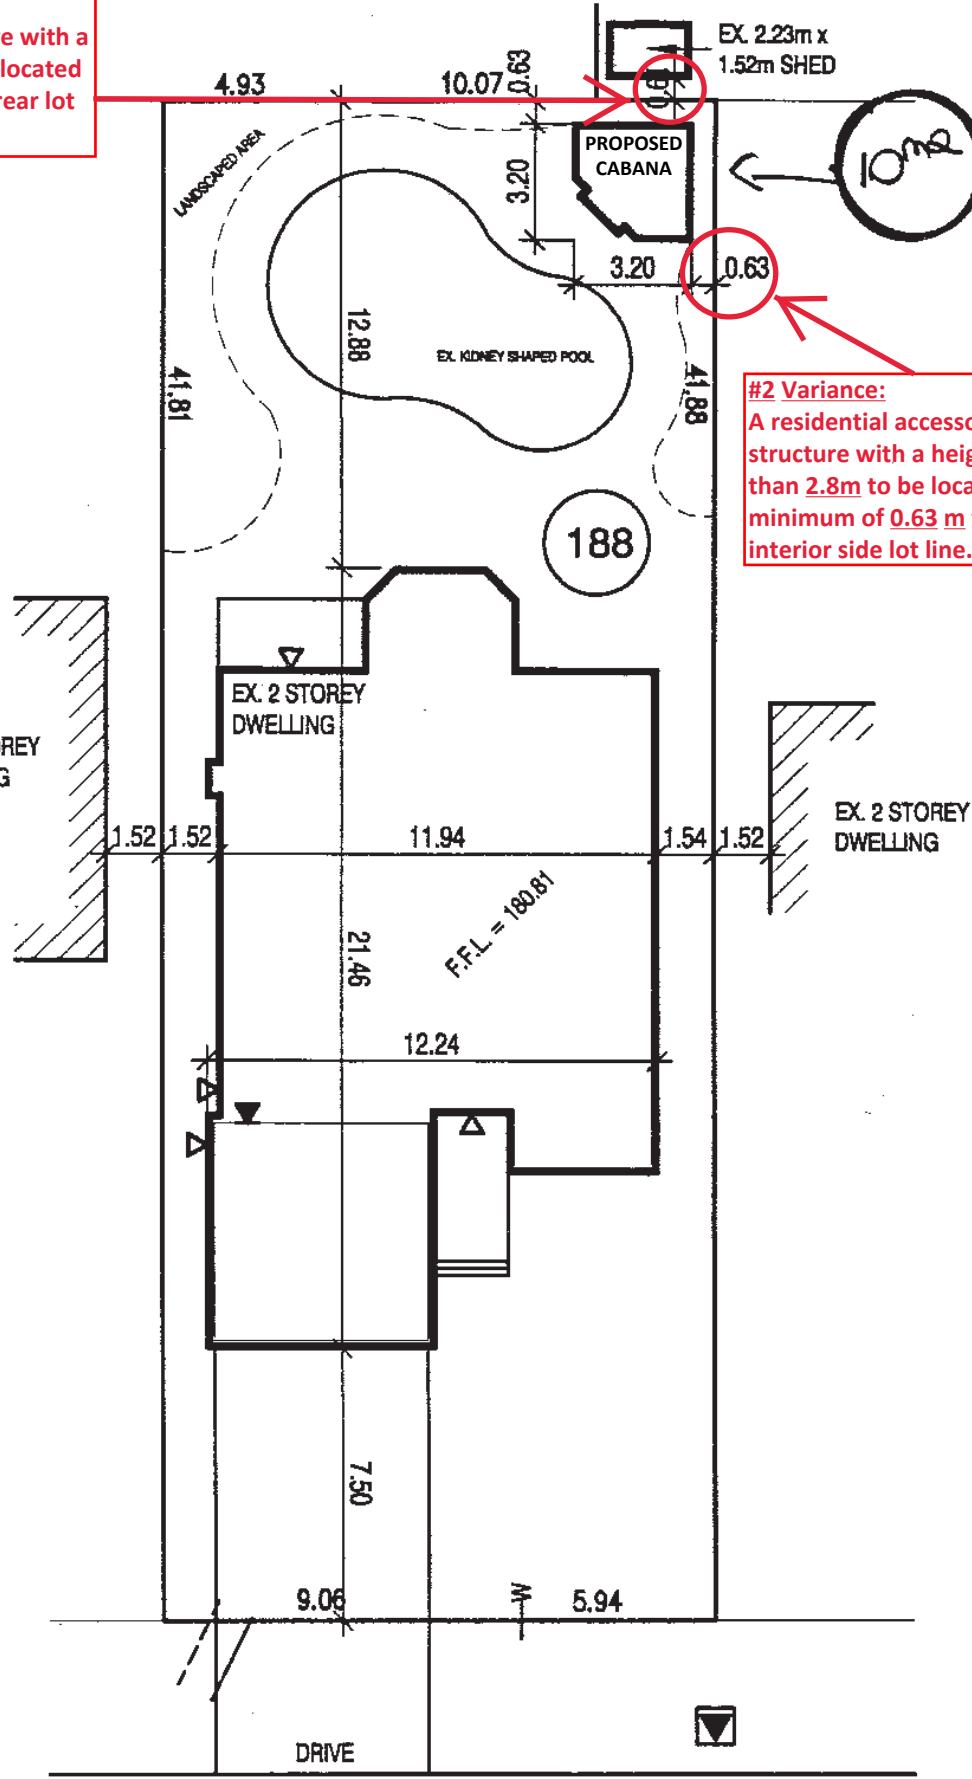 e with a
located
rear lot
EX. 2.23m x
1.52m SHED
4.93
10.07
0.63
0.6
LANDSCAPED AREA
PROPOSED
CABANA
3.20
3.20
0.63
12.88
EX. KIDNEY SHAPED POOL
41.81
41.88
#2 Variance:
A residential accesso
structure with a heig
than 2.8m to be loca
minimum of 0.63 m
interior side lot line.
188
EX. 2 STOREY
DWELLING
REY
G
EX. 2 STOREY
DWELLING
1.52
1.52
11.94
1.54
1.52
F.F.L. = 180.81
21.46
12.24
7.50
9.06
W
5.94
DRIVE